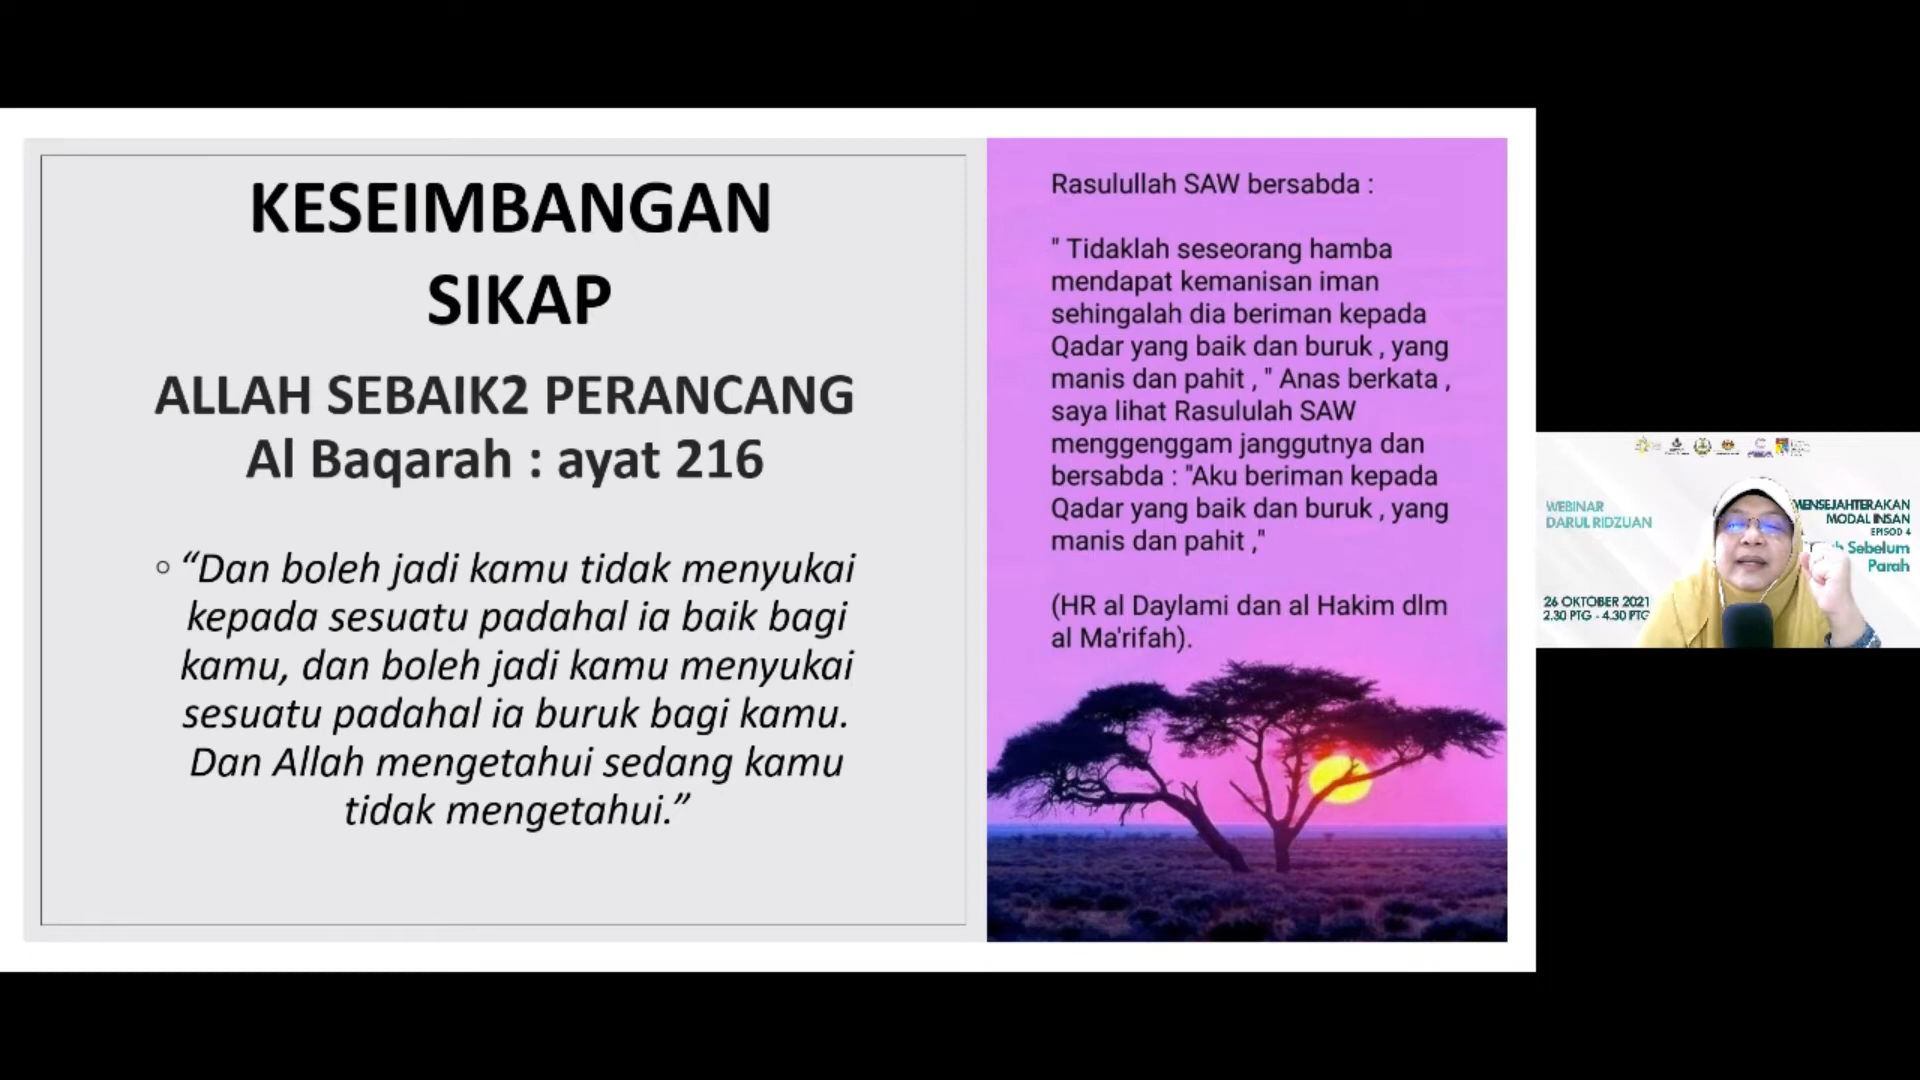 KESEIMBANGAN
SIKAP
ALLAH SEBAIK2 PERANCANG
Al Baqarah : ayat 216
“Dan boleh jadi kamu tidak menyukai
kepada sesuatu padahal ia baik bagi
kamu, dan boleh jadi kamu menyukai
sesuatu padahal ia buruk bagi kamu.
Dan Allah mengetahui sedang kamu
tidak mengetahui.”
Rasulullah SAW bersabda :
" Tidaklah seseorang hamba
mendapat kemanisan iman
sehingalah dia beriman kepada
Qadar yang baik dan buruk , yang
manis dan pahit , " Anas berkata ,
saya lihat Rasululah SAW
menggenggam janggutnya dan
bersabda : "Aku beriman kepada
Qadar yang baik dan buruk , yang
manis dan pahit ,"
(HR al Daylami dan al Hakim dlm
al Ma'rifah).
WEBINAR
DARUL RIDZUAN
26 OKTOBER 2021
2.30 PTG - 4.30 PTG
MENSEJAHTERAKAN
MODAL INSAN
EPISOD 4
Sebelum
Parah